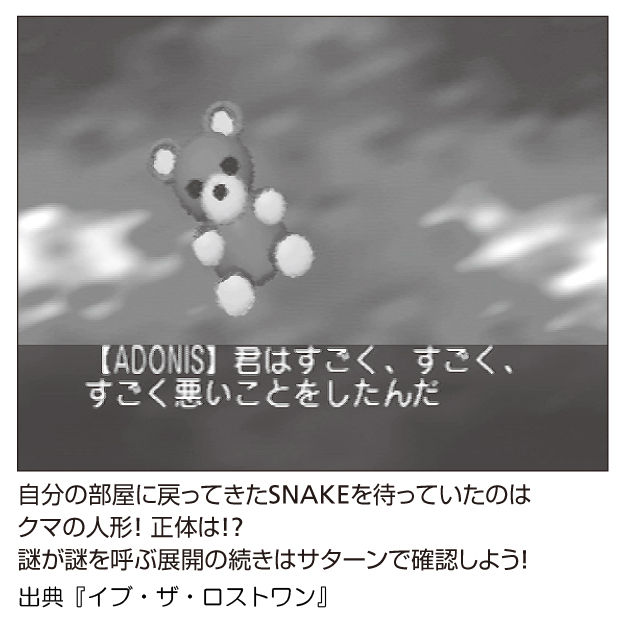 【ADONIS】君はすごく、すごく、
すごく悪いことをしたんだ
自分の部屋に戻ってきたSNAKEを待っていたのは
クマの人形! 正体は!?
謎が謎を呼ぶ展開の続きはサターンで確認しよう!
出典『イブ・ザ・ロストワン』